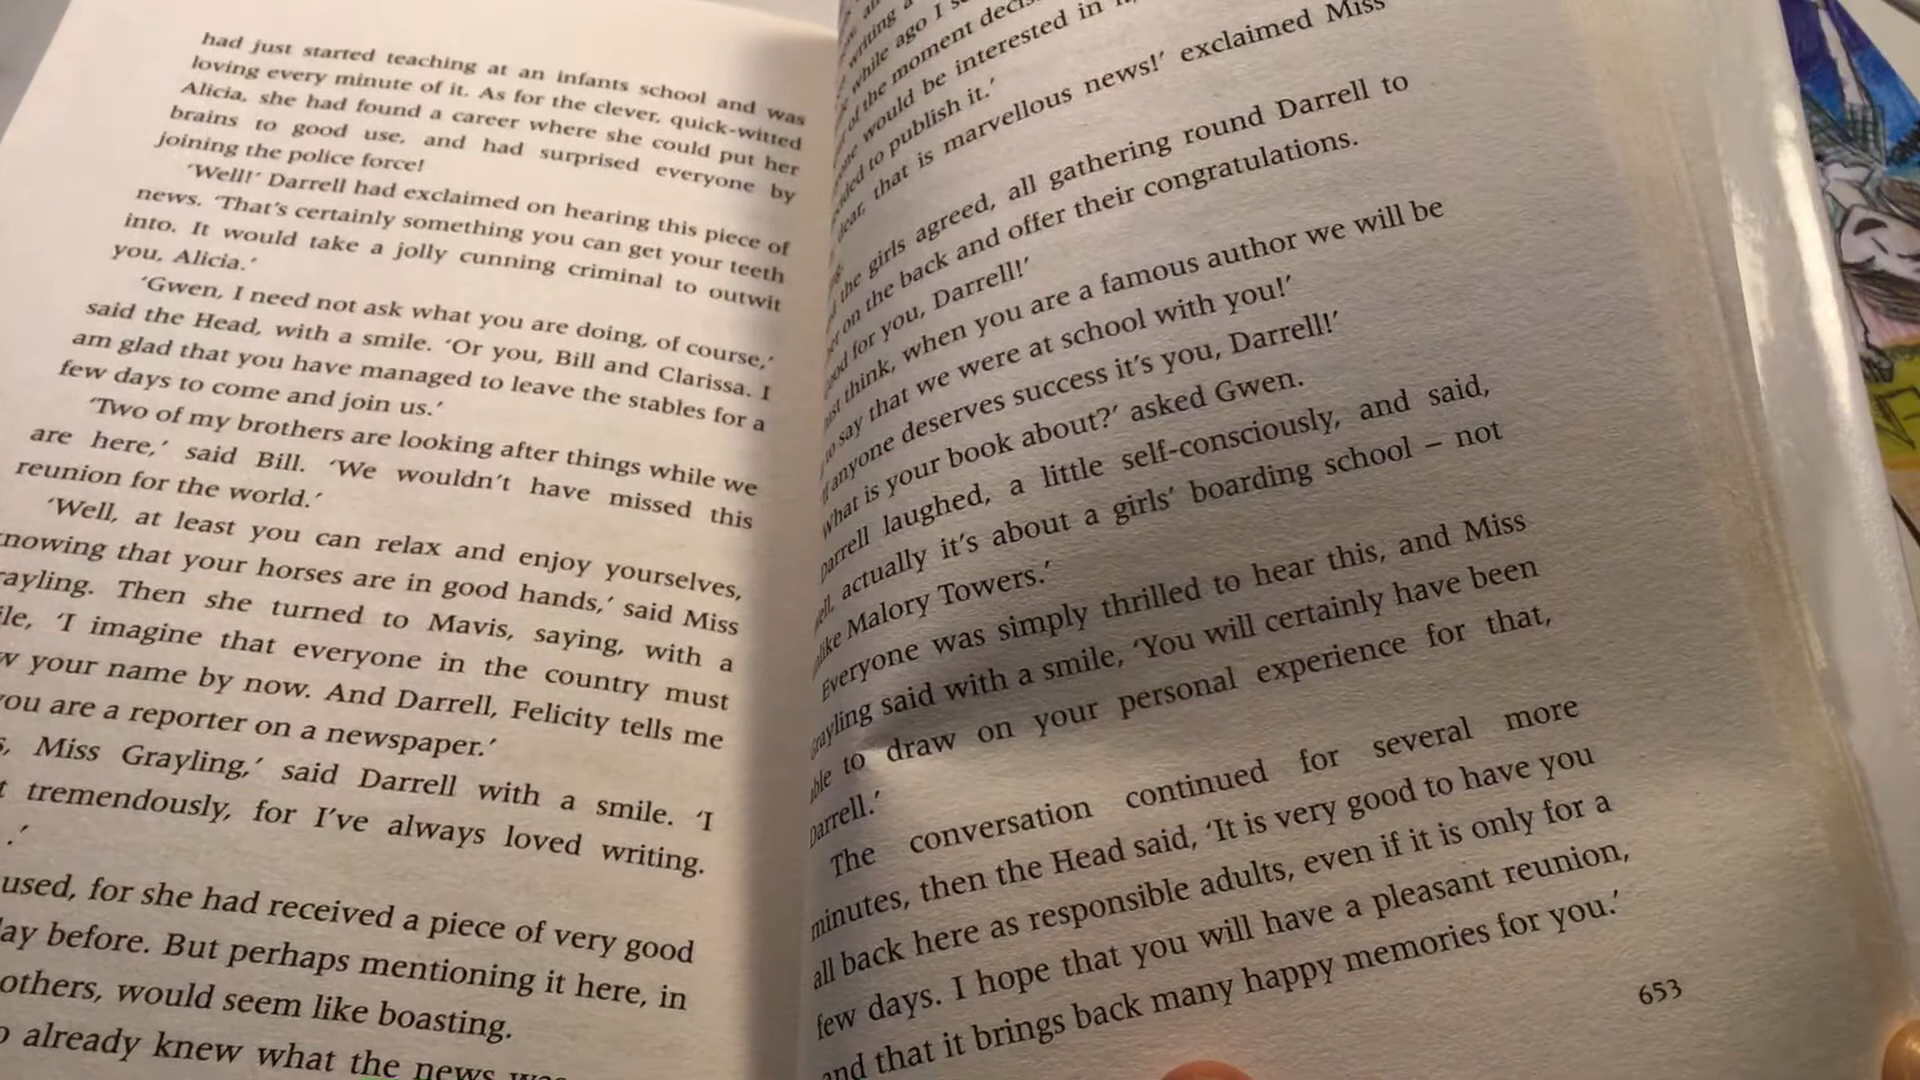 had just started teaching at an infants school and was
loving every minute of it. As for the clever, quick-witted
Alicia, she had found a career where she could put her
brains to good use, and had surprised everyone by
joining the police force!
‘Well!’ Darrell had exclaimed on hearing this piece of
news. ‘That’s certainly something you can get your teeth
into. It would take a jolly cunning criminal to outwit
you, Alicia.’
‘Gwen, I need not ask what you are doing, of course,’
said the Head, with a smile. ‘Or you, Bill and Clarissa. I
am glad that you have managed to leave the stables for a
few days to come and join us.’
‘Two of my brothers are looking after things while we
are here,’ said Bill. ‘We wouldn’t have missed this
reunion for the world.’
‘Well, at least you can relax and enjoy yourselves,
knowing that your horses are in good hands,’ said Miss
rayling. Then she turned to Mavis, saying, with a
le, ‘I imagine that everyone in the country must
w your name by now. And Darrell, Felicity tells me
you are a reporter on a newspaper.’
s, Miss Grayling,’ said Darrell with a smile. ‘I
t tremendously, for I’ve always loved writing.
.’
used, for she had received a piece of very good
ay before. But perhaps mentioning it here, in
others, would seem like boasting.
o already knew what the news was
writing a
while ago I
of the moment
would be interested in
to publish it.’
dear, that is marvellous news!’ exclaimed Miss
the girls agreed, all gathering round Darrell to
on the back and offer their congratulations.
ood for you, Darrell!’
ust think, when you are a famous author we will be
to say that we were at school with you!’
If anyone deserves success it’s you, Darrell!’
What is your book about?’ asked Gwen.
Darrell laughed, a little self-consciously, and said,
ell, actually it’s about a girls’ boarding school – not
like Malory Towers.’
Everyone was simply thrilled to hear this, and Miss
Grayling said with a smile, ‘You will certainly have been
able to draw on your personal experience for that,
Darrell.’
The conversation continued for several more
minutes, then the Head said, ‘It is very good to have you
all back here as responsible adults, even if it is only for a
few days. I hope that you will have a pleasant reunion,
and that it brings back many happy memories for you.’
653